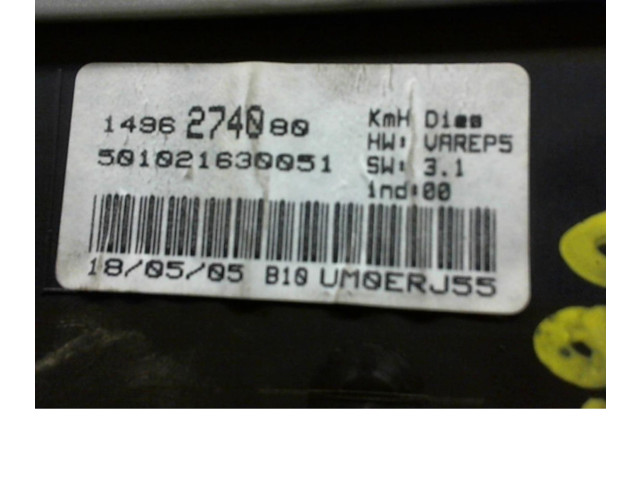 1496 2740 80
KmH Dies
HW: VAREP5
501021630051
SW: 3.1
ind:00
18/05/05 B10 UM0ERJ55